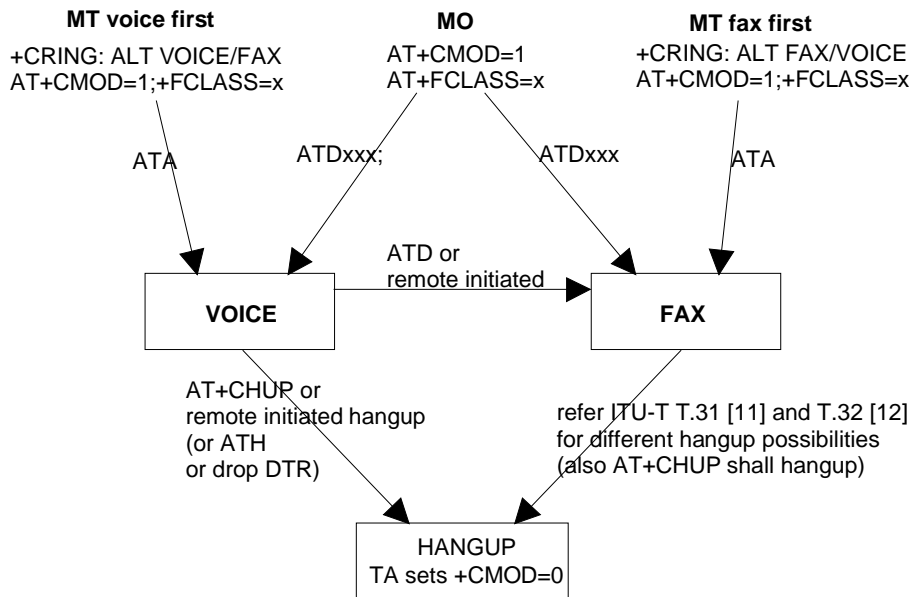 MT voice first
+CRING: ALT VOICE/FAX
AT+CMOD=1;+FCLASS=x
MO
AT+CMOD=1
AT+FCLASS=x
MT fax first
+CRING: ALT FAX/VOICE
AT+CMOD=1;+FCLASS=x
ATA
ATDxxx;
ATDxxx
ATA
ATD or
remote initiated
VOICE
FAX
AT+CHUP or
remote initiated hangup
(or ATH
or drop DTR)
refer ITU-T T.31 [11] and T.32 [12]
for different hangup possibilities
(also AT+CHUP shall hangup)
HANGUP
TA sets +CMOD=0